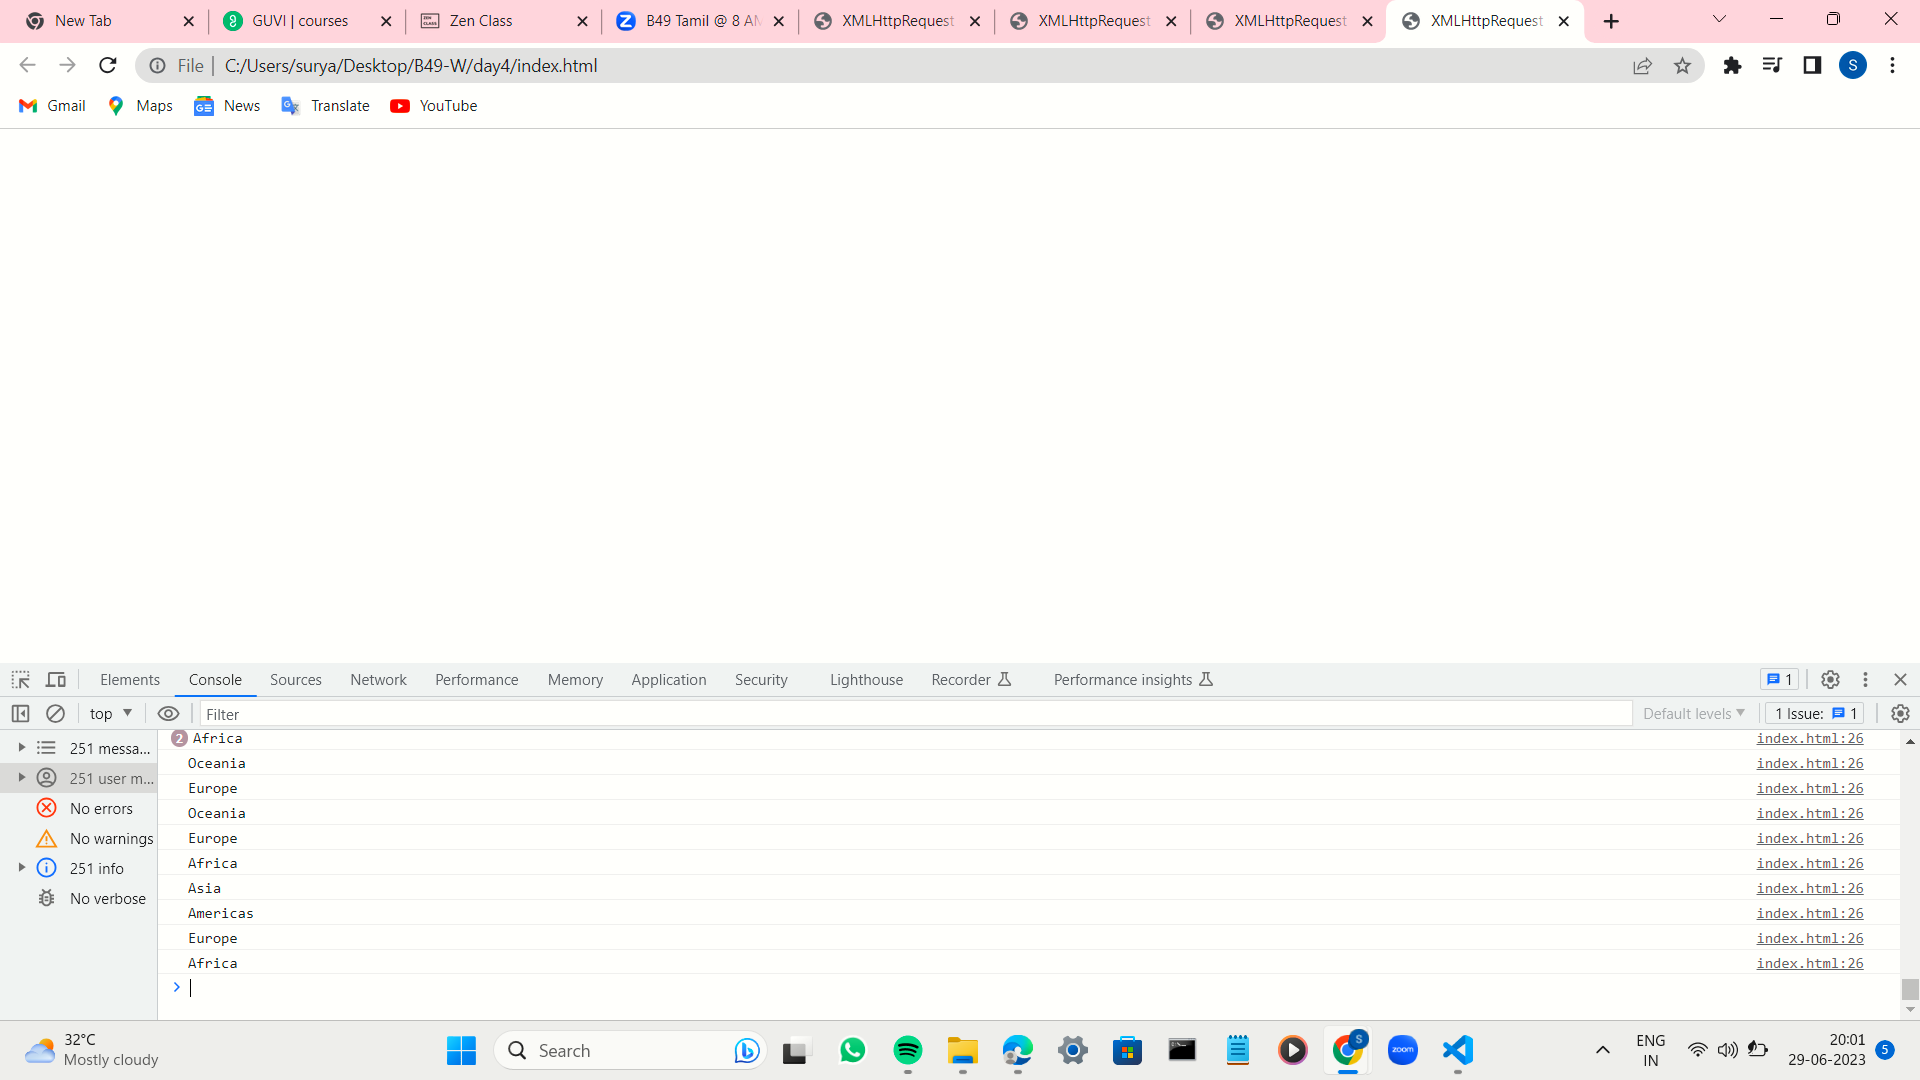 New Tab
GUVI | courses
Zen Class
B49 Tamil @ 8 AM
XMLHttpRequest
XMLHttpRequest
XMLHttpRequest
XMLHttpRequest
File | C:/Users/surya/Desktop/B49-W/day4/index.html
S
Gmail
Maps
News
Translate
YouTube
Elements
Console
Sources
Network
Performance
Memory
Application
Security
Lighthouse
Recorder
Performance insights
1
top
Filter
Default levels
1 Issue: 1
251 messa...
251 user m...
No errors
No warnings
251 info
No verbose
2 Africa index.html:26
Oceania index.html:26
Europe index.html:26
Oceania index.html:26
Europe index.html:26
Africa index.html:26
Asia index.html:26
Americas index.html:26
Europe index.html:26
Africa index.html:26
32°C
Mostly cloudy
Search
S
zoom
ENG
IN
20:01
29-06-2023
5